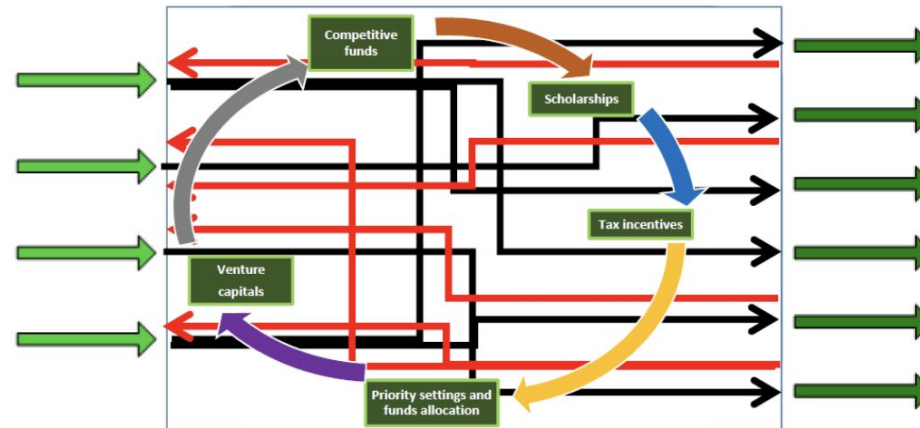 Competitive
funds
Scholarships
Tax incentives
Venture
capitals
Priority settings and
funds allocation